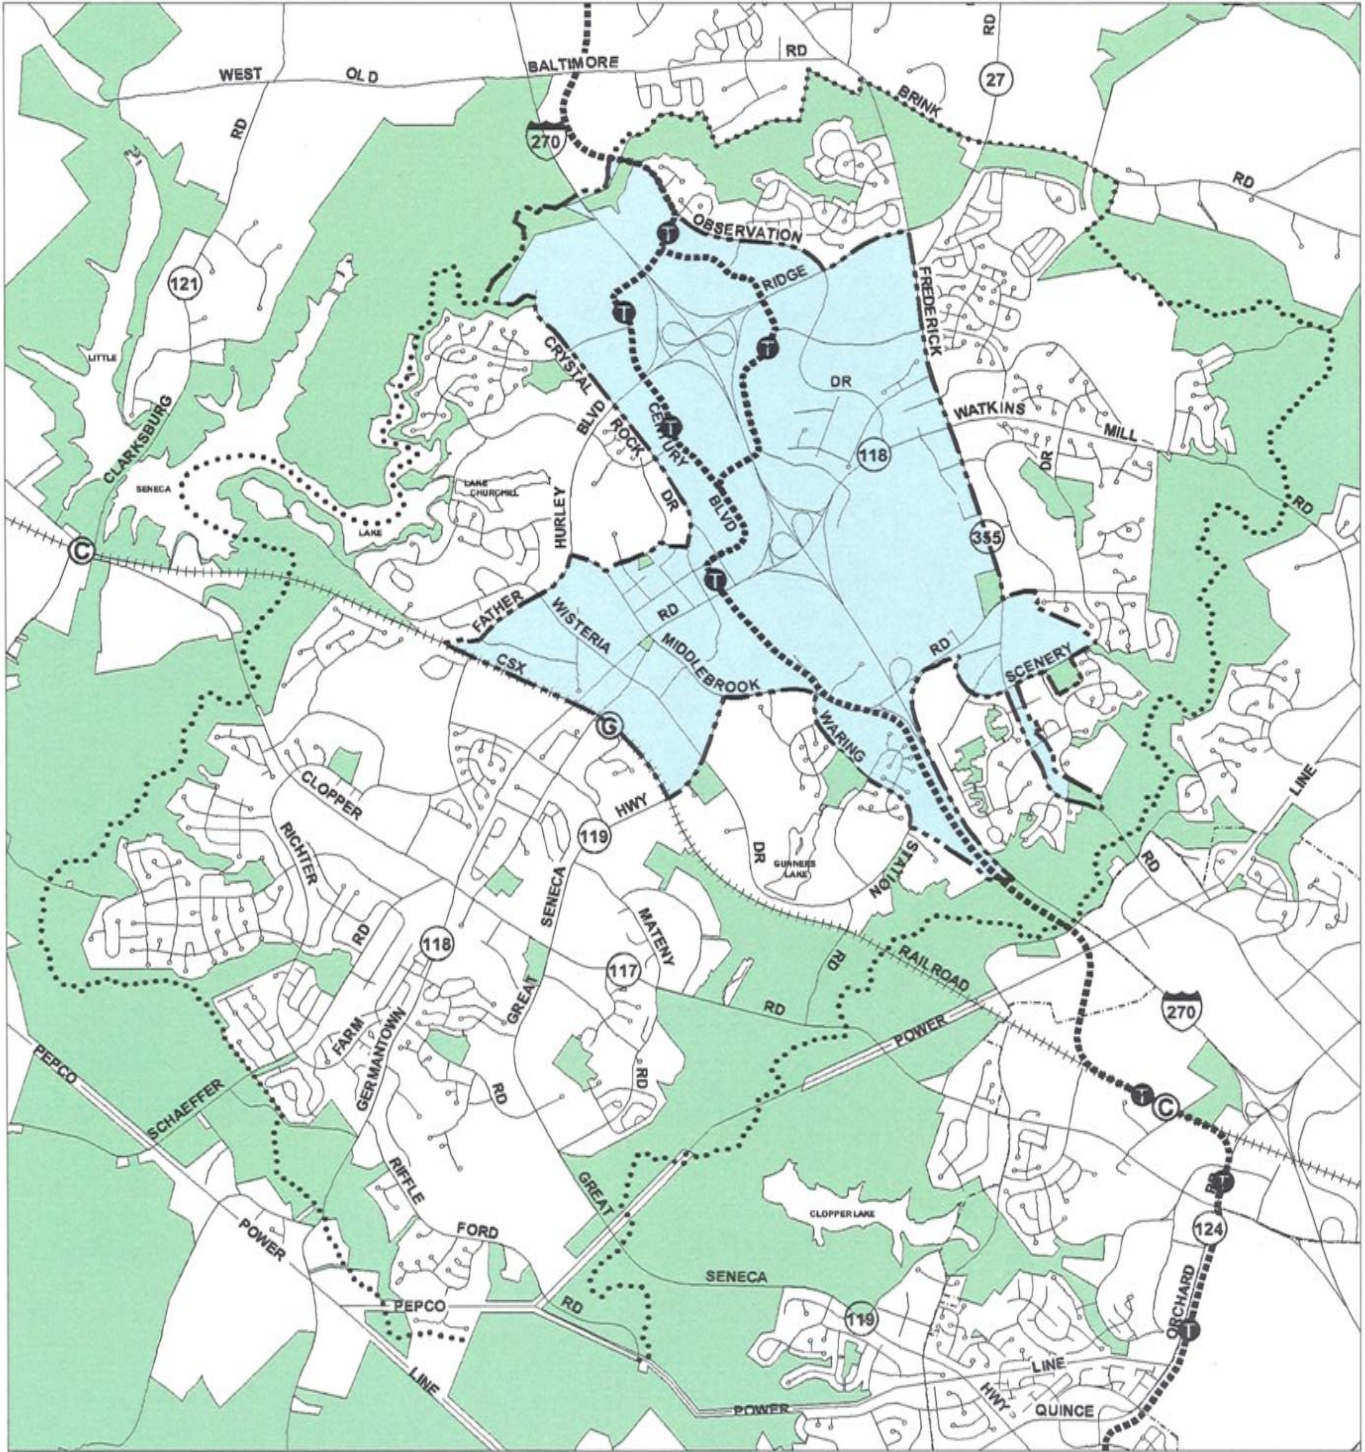 RD
WEST OLD BALTIMORE RD
27
BRINK
270
RD
RD
OBSERVATION
121
RIDGE
FREDERICK
LITTLE
CRYSTAL
DR
BLVD
ROCK
CENTURY
WATKINS
MILL
CLARKSBURG
118
DR
SENECA
LAKE
CHURCHILL
DR
BLVD
RD
HURLEY
LAKE
355
C
T
T
T
T
T
FATHER
WISTERIA
RD
MIDDLEBROOK
RD
SCENERY
CSX
G
WARING
CLOPPER
HWY
LINE
RICHTER
119
DR
GUNNERS
LAKE
STATION
RD
SENECA
MATENY
RD
118
117
RD
RAILROAD
RD
270
GREAT
FARM
GERMANTOWN
POWER
PEPCO
SCHAEFFER
RD
RD
T
C
RIFFLE
GREAT
T
CLOPPER LAKE
124
POWER
FORD
SENECA
ORCHARD
PEPCO
RD
119
T
LINE
LINE
HWY
POWER
QUINCE